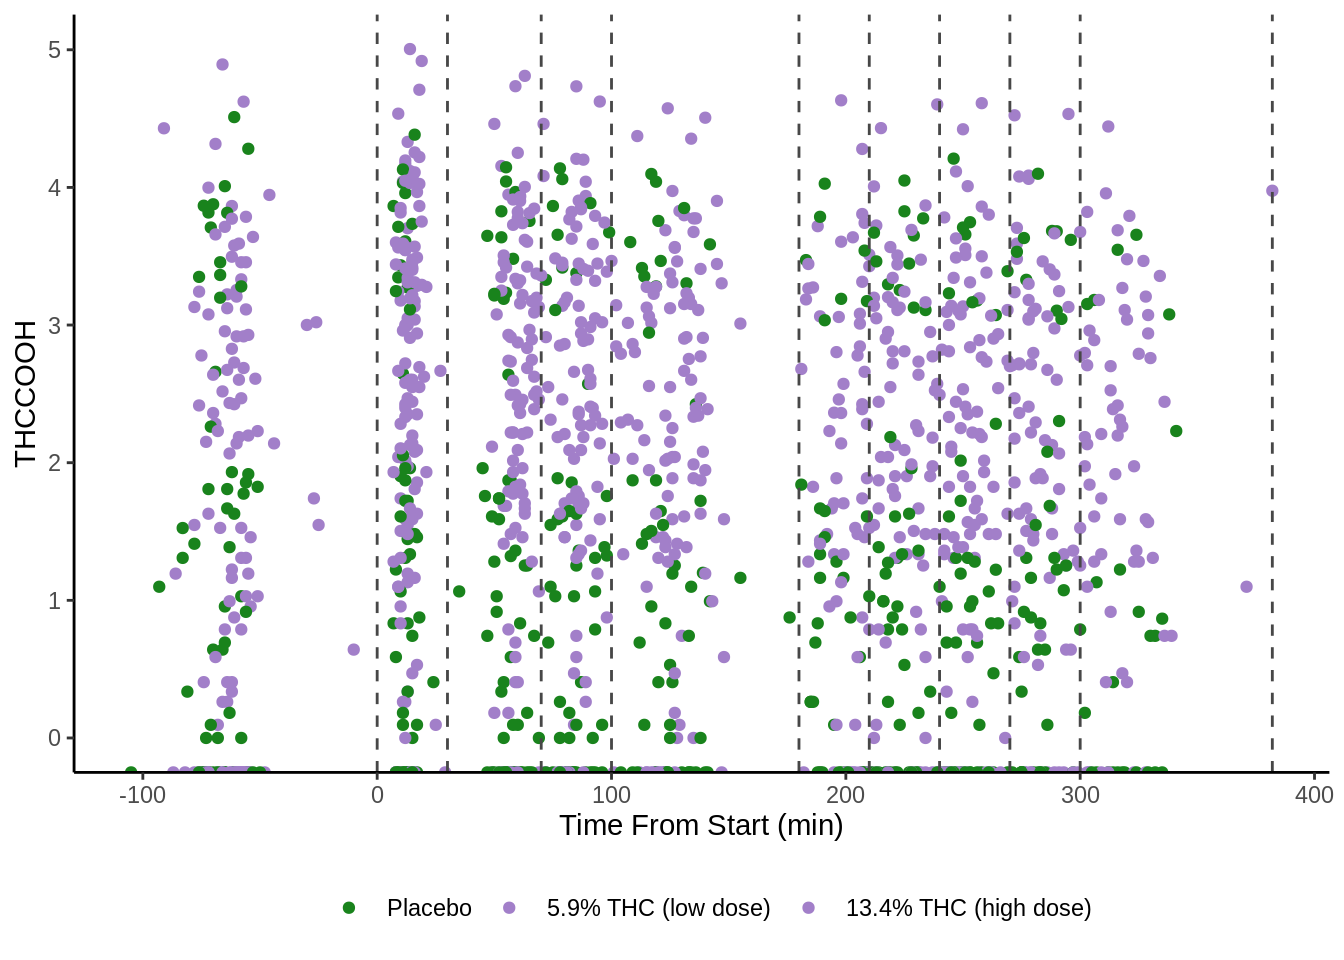 5
4
3
2
1
0
THCCOOH
-100 0 100 200 300 400
Time From Start (min)
Placebo 5.9% THC (low dose) 13.4% THC (high dose)